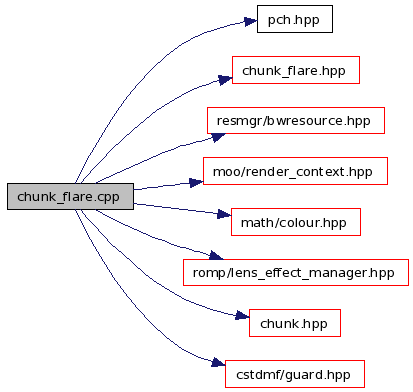 pch.hpp
chunk_flare.hpp
resmgr/bwresource.hpp
moo/render_context.hpp
chunk_flare.cpp
math/colour.hpp
romp/lens_effect_manager.hpp
chunk.hpp
cstdmf/guard.hpp